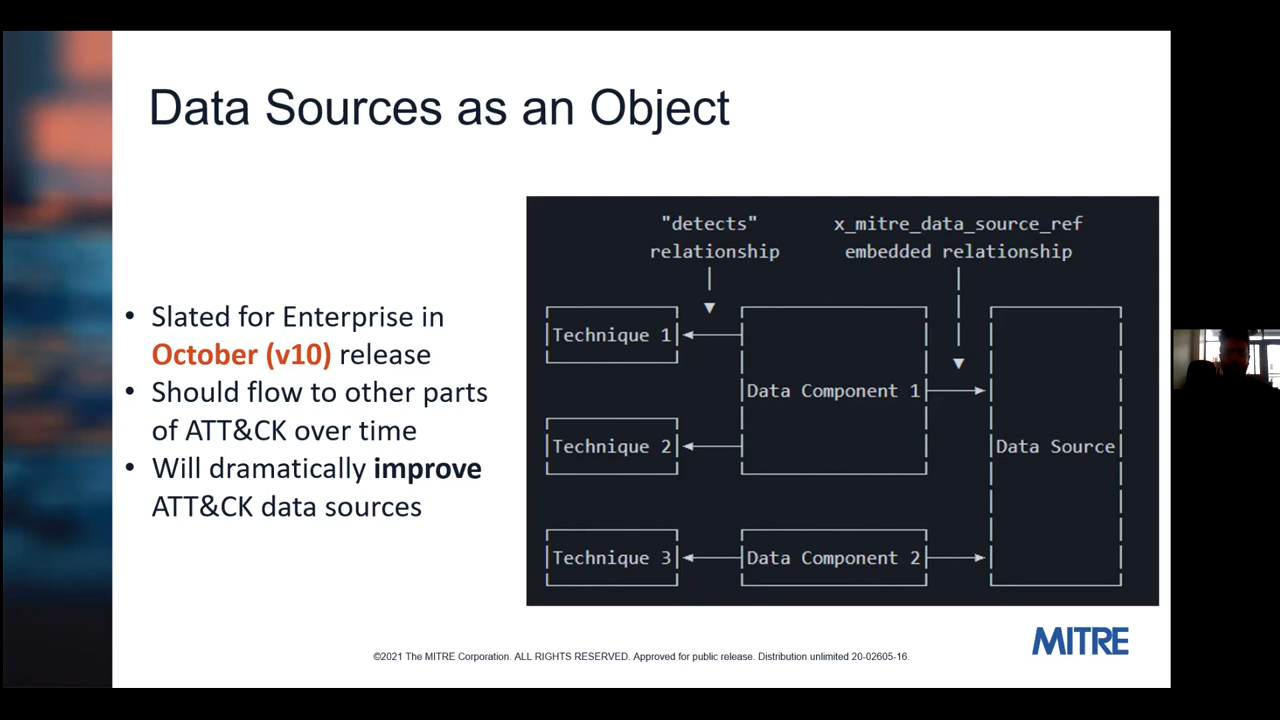 Data Sources as an Object
• Slated for Enterprise in
October (v10) release
• Should flow to other parts
of ATT&CK over time
• Will dramatically improve
ATT&CK data sources
"detects"
relationship
x_mitre_data_source_ref
embedded relationship
Technique 1
Data Component 1
Technique 2
Data Source
Technique 3
Data Component 2
MITRE
©2021 The MITRE Corporation. ALL RIGHTS RESERVED. Approved for public release. Distribution unlimited 20-02605-16.